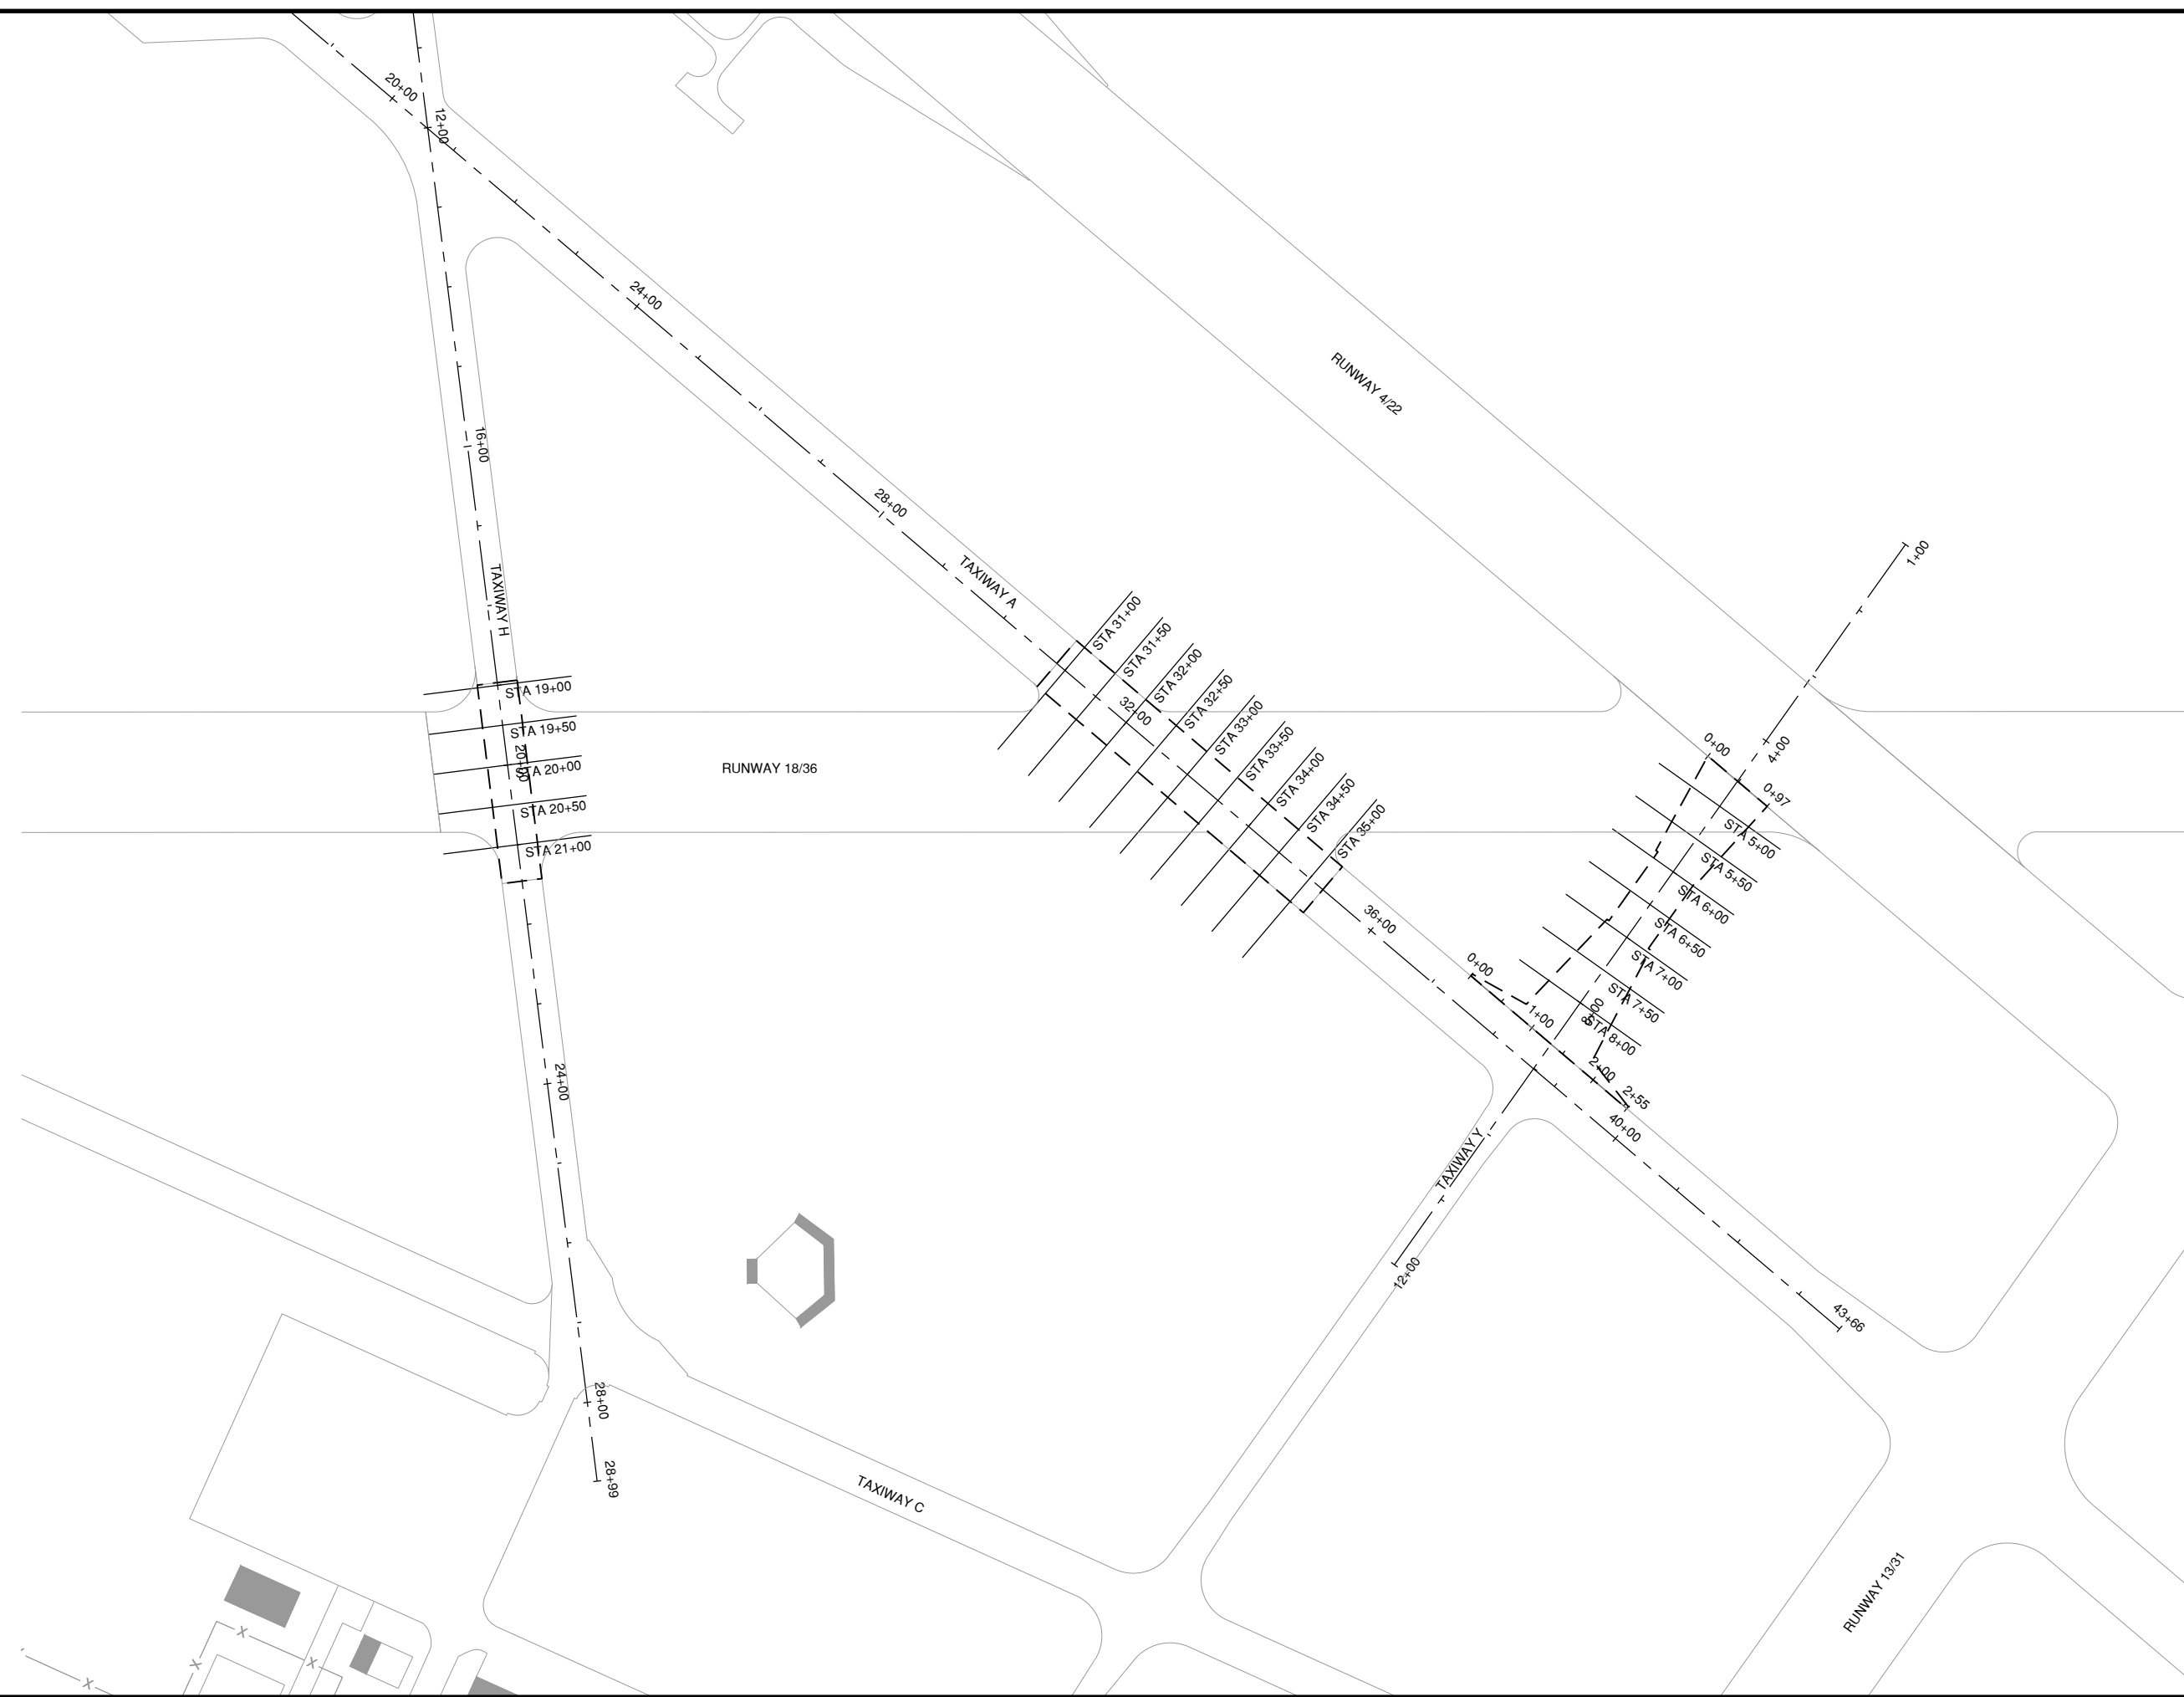 20+00
12+00
24+00
16+00
28+00
TAXIWAY A
TAXIWAY H
RUNWAY 4/22
1+00
STA 31+00
STA 31+50
STA 32+00
STA 32+50
STA 33+00
STA 33+50
STA 34+00
STA 34+50
STA 35+00
32+00
STA 19+00
STA 19+50
20+00
STA 20+00
STA 20+50
STA 21+00
RUNWAY 18/36
0+00
4+00
0+97
STA 5+00
STA 5+50
STA 6+00
STA 6+50
STA 7+00
STA 7+50
STA 8+00
8+00
36+00
0+00
1+00
2+00
2+55
40+00
24+00
TAXIWAY Y
12+00
43+66
28+00
28+99
TAXIWAY C
RUNWAY 13/31
X
X
X
X